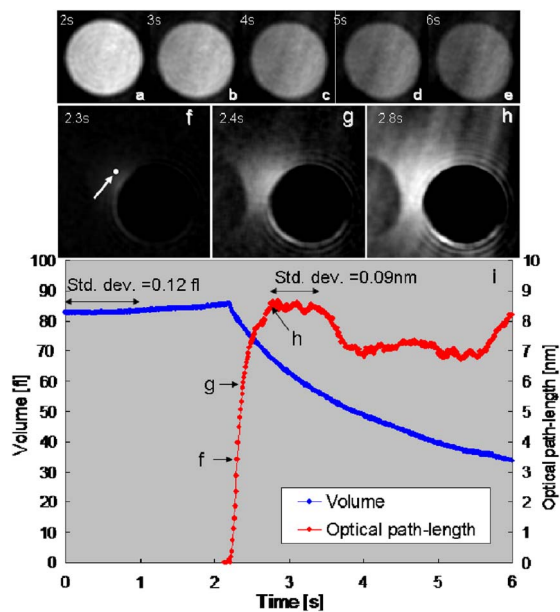 2s 3s 4s 5s 6s
a b c d e
2.3s f 2.4s g 2.8s h
i
Std. dev. =0.12 fl
Std. dev. =0.09nm
h
g
f
Volume
Optical path-length
Volume [fl]
100
90
80
70
60
50
40
30
20
10
0
Optical path-length [nm]
10
9
8
7
6
5
4
3
2
1
0
0 1 2 3 4 5 6
Time [s]